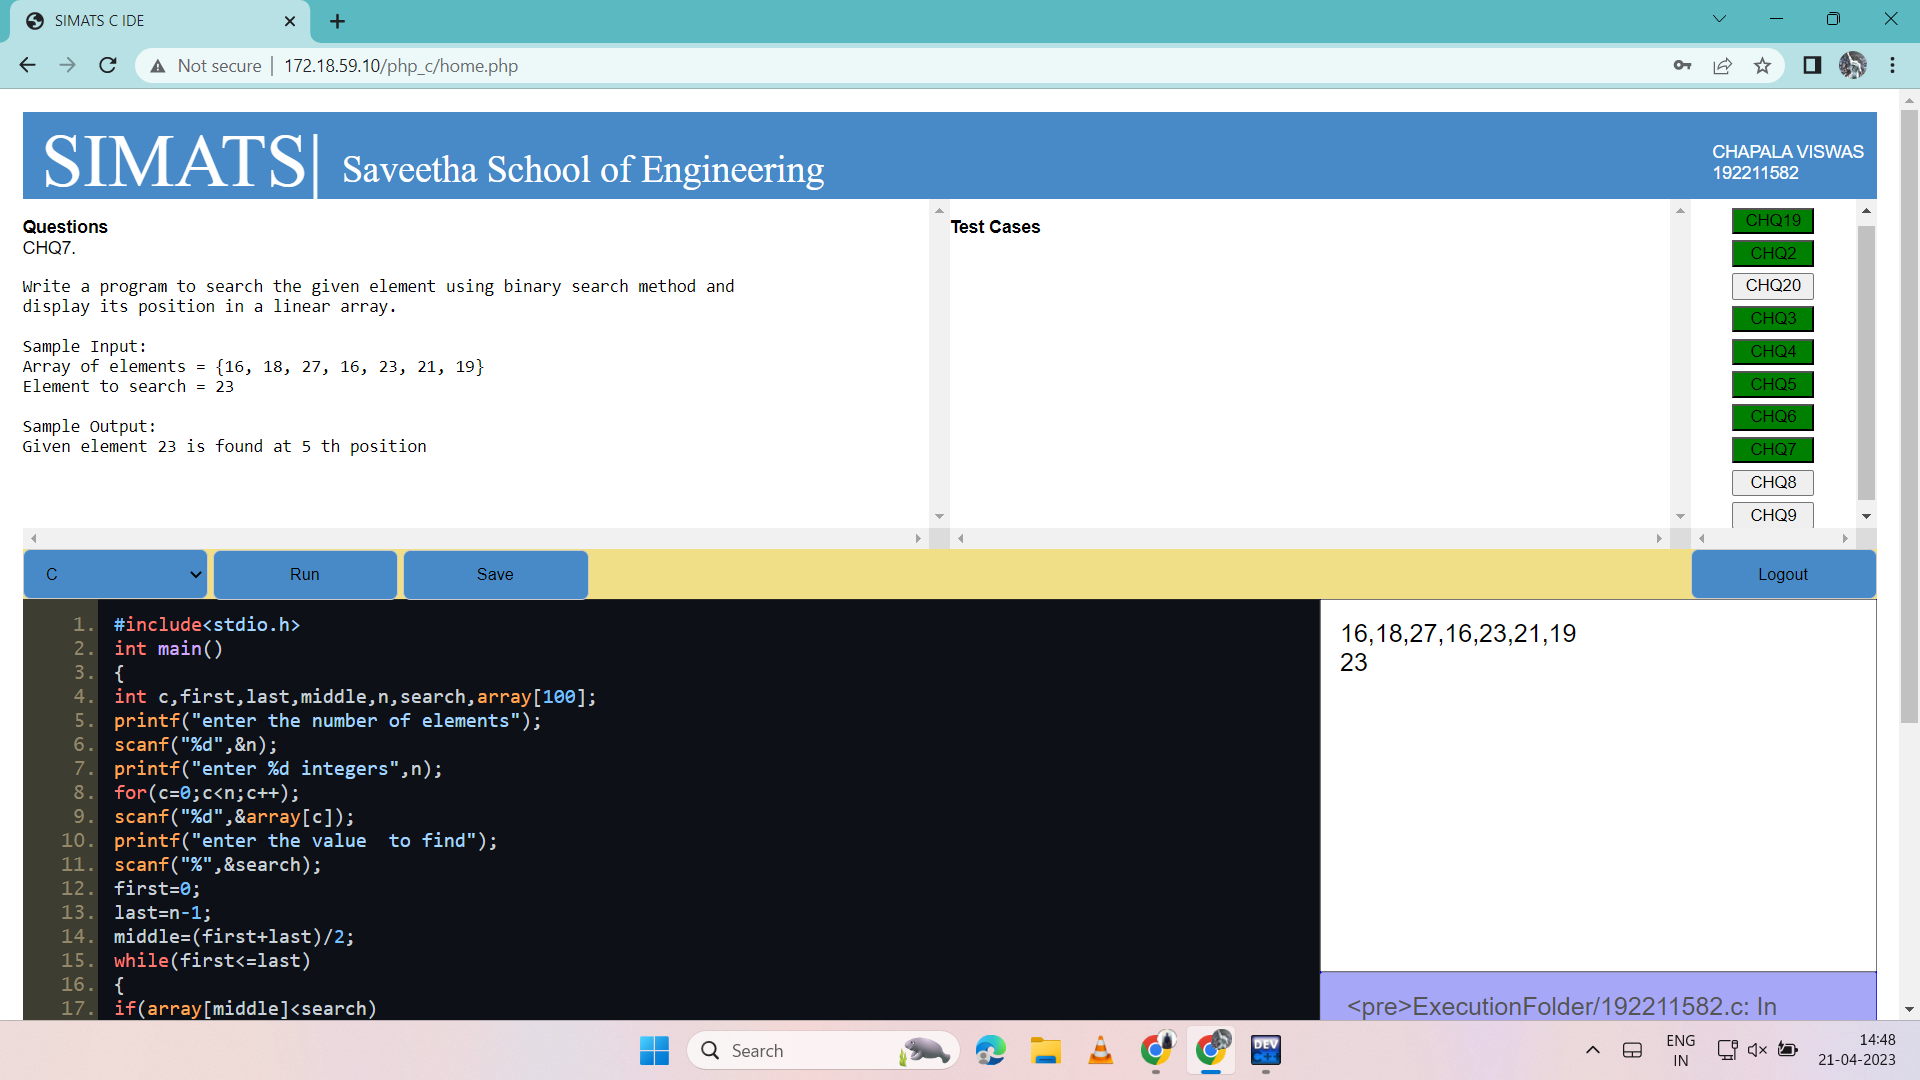 SIMATS C IDE
Not secure | 172.18.59.10/php_c/home.php
SIMATS| Saveetha School of Engineering
CHAPALA VISWAS
192211582
Questions
CHQ7.
Write a program to search the given element using binary search method and
display its position in a linear array.
Sample Input:
Array of elements = {16, 18, 27, 16, 23, 21, 19}
Element to search = 23
Sample Output:
Given element 23 is found at 5 th position
Test Cases
CHQ19
CHQ2
CHQ20
CHQ3
CHQ4
CHQ5
CHQ6
CHQ7
CHQ8
CHQ9
C
Run
Save
Logout
1. #include<stdio.h>
2. int main()
3. {
4. int c,first,last,middle,n,search,array[100];
5. printf("enter the number of elements");
6. scanf("%d",&n);
7. printf("enter %d integers",n);
8. for(c=0;c<n;c++);
9. scanf("%d",&array[c]);
10. printf("enter the value  to find");
11. scanf("%",&search);
12. first=0;
13. last=n-1;
14. middle=(first+last)/2;
15. while(first<=last)
16. {
17. if(array[middle]<search)
16,18,27,16,23,21,19
23
<pre>ExecutionFolder/192211582.c: In
Search
DEV
C++
ENG
IN
14:48
21-04-2023